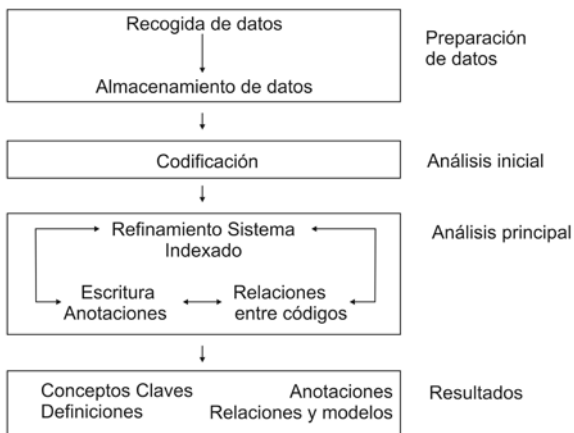 Recogida de datos
Almacenamiento de datos
Preparación
de datos
Codificación
Análisis inicial
Refinamiento Sistema
Indexado
Escritura
Anotaciones
Relaciones
entre códigos
Análisis principal
Conceptos Claves
Definiciones
Anotaciones
Relaciones y modelos
Resultados